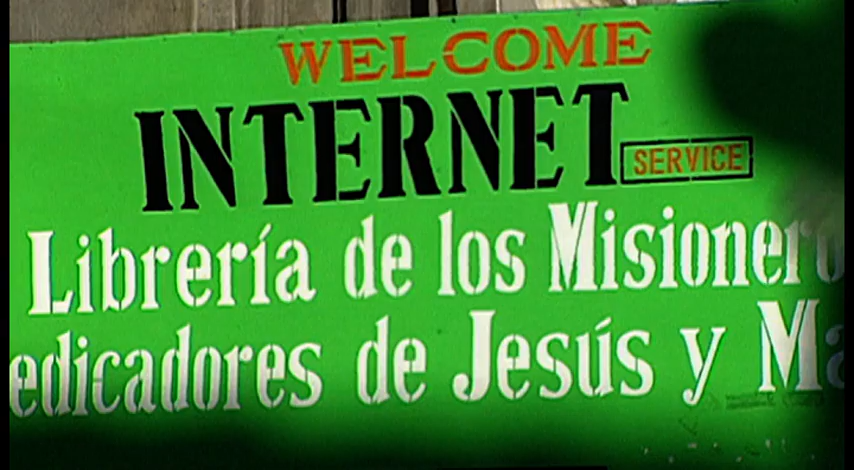 WELCOME
INTERNET
SERVICE
Librería de los Misionero
edicadores de Jesús y Ma